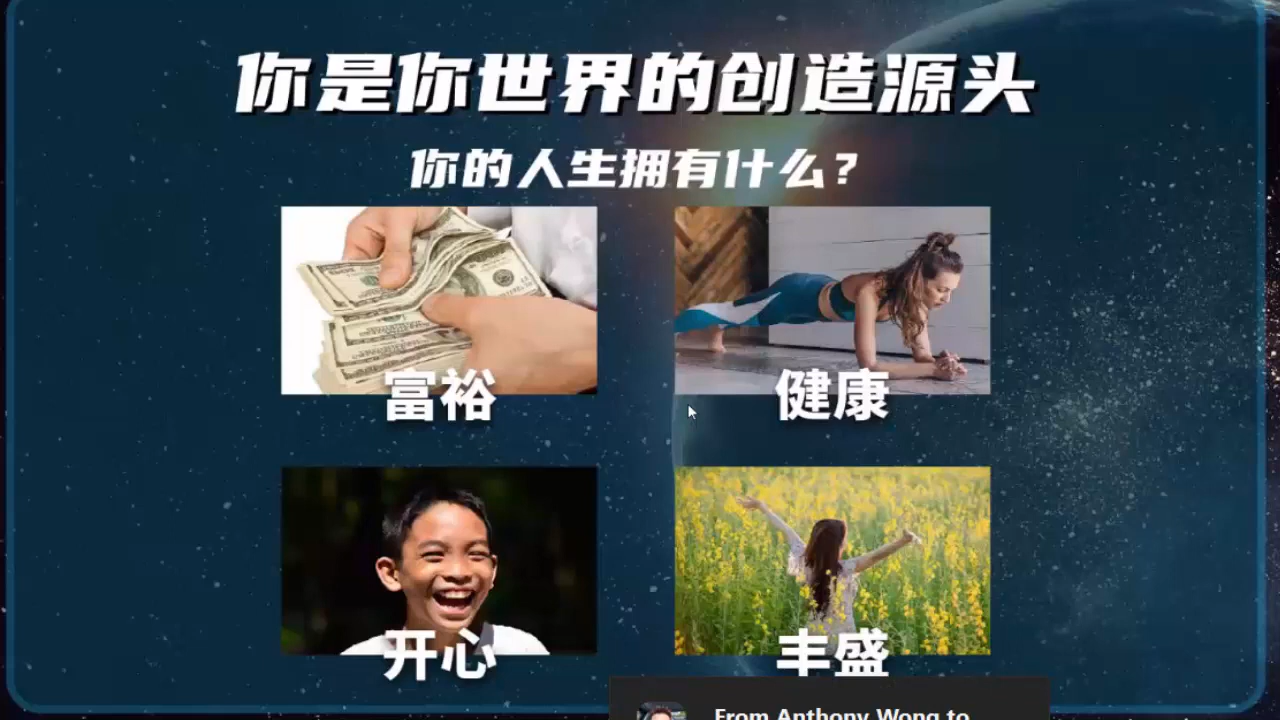 你是你世界的创造源头
你的人生拥有什么?
富裕
健康
开心
丰盛
From Anthony Wong to